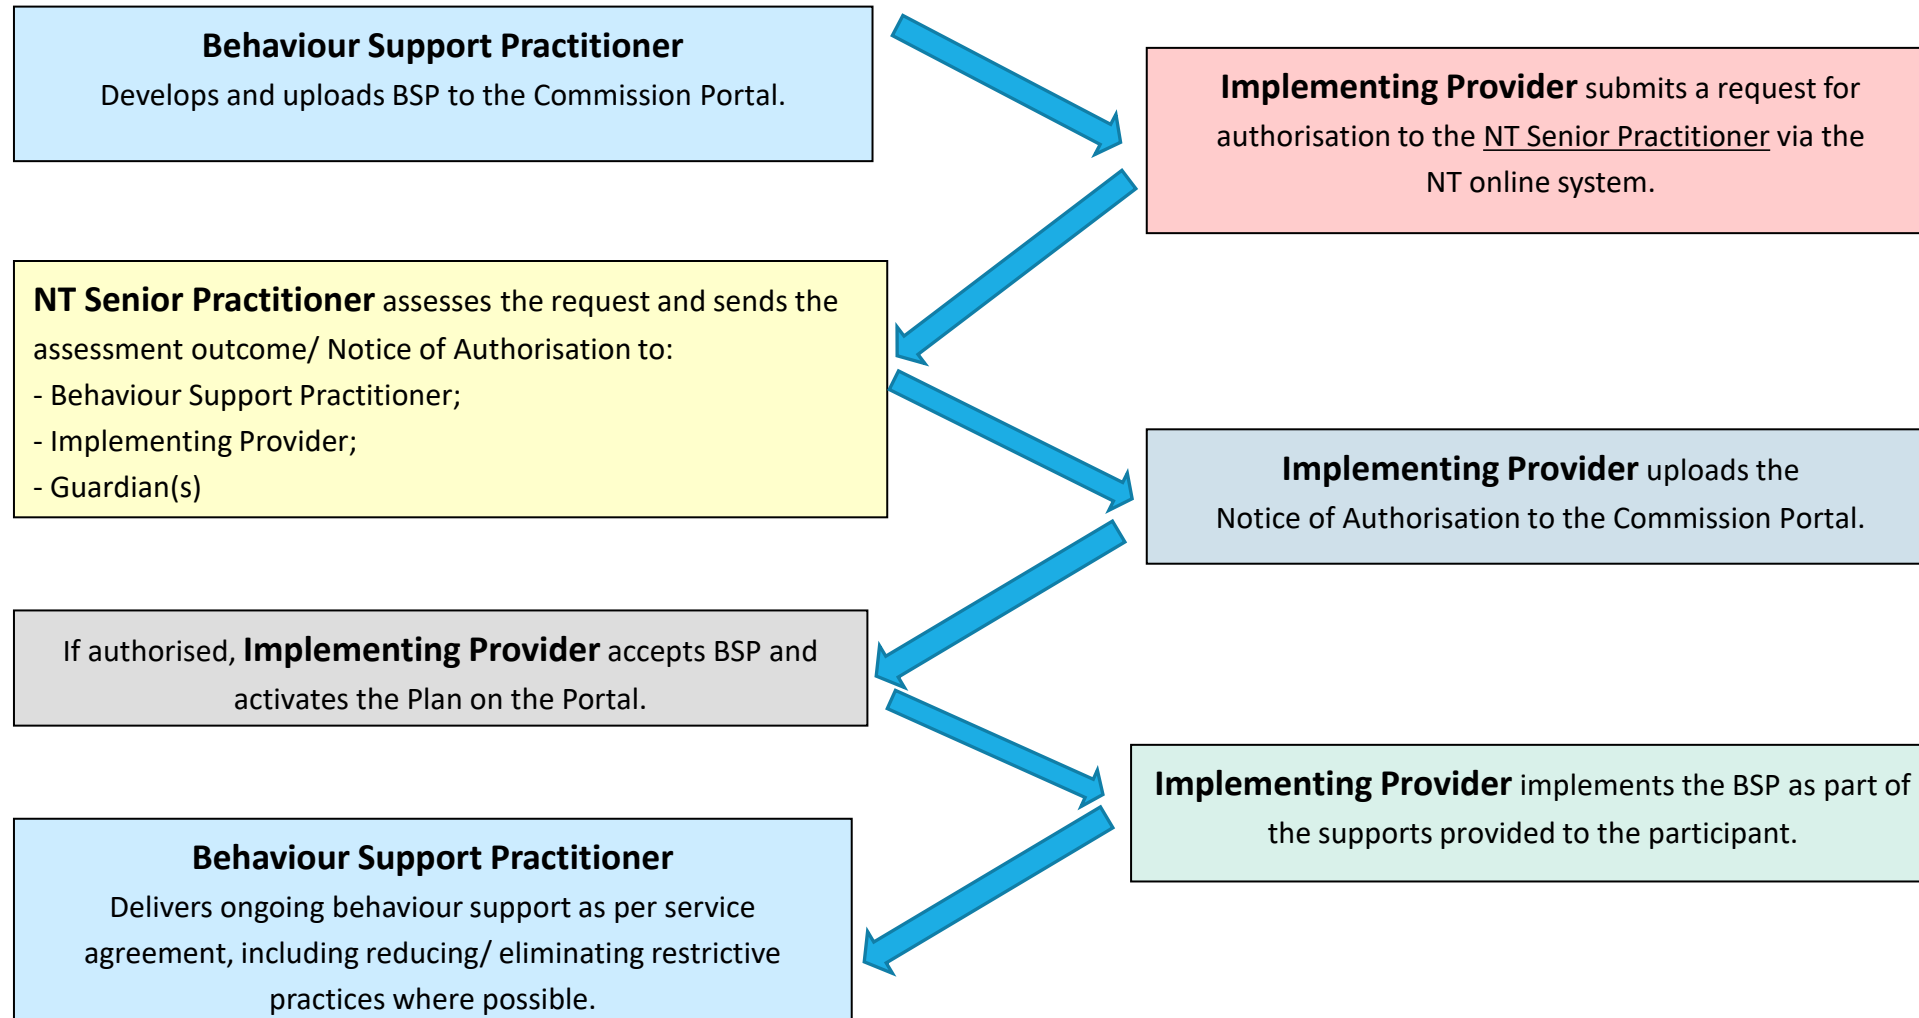 Behaviour Support Practitioner
Develops and uploads BSP to the Commission Portal.
Implementing Provider submits a request for
authorisation to the NT Senior Practitioner via the
NT online system.
NT Senior Practitioner assesses the request and sends the
assessment outcome/ Notice of Authorisation to:
- Behaviour Support Practitioner;
- Implementing Provider;
- Guardian(s)
Implementing Provider uploads the
Notice of Authorisation to the Commission Portal.
If authorised, Implementing Provider accepts BSP and
activates the Plan on the Portal.
Implementing Provider implements the BSP as part of
the supports provided to the participant.
Behaviour Support Practitioner
Delivers ongoing behaviour support as per service
agreement, including reducing/ eliminating restrictive
practices where possible.